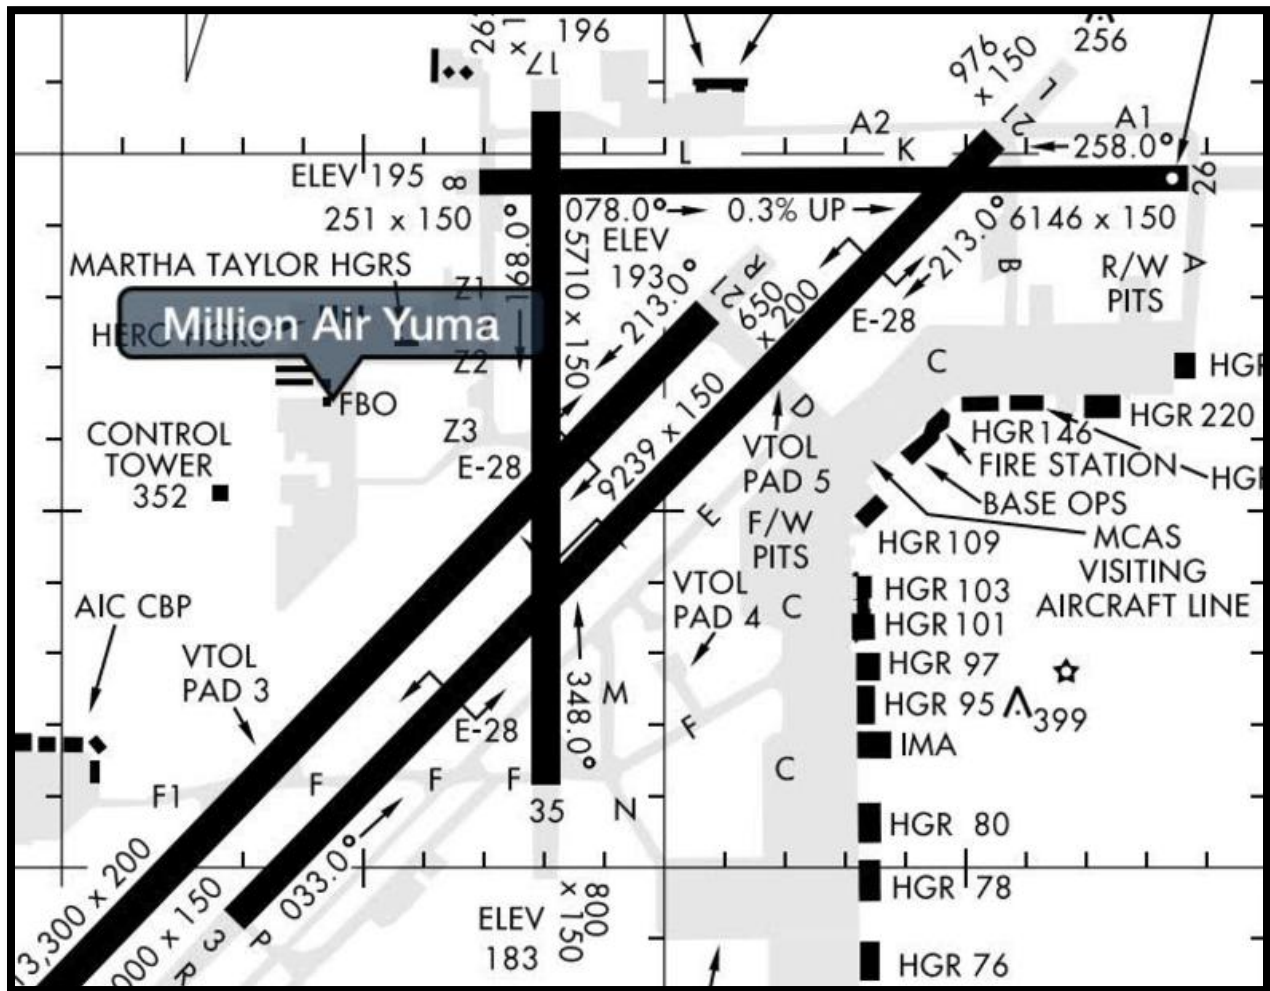 196
17
256
976
x 150
L 21
A2
A1
L
K
258.0°
26
ELEV 195
8
251 x 150
078.0°
0.3% UP
6146 x 150
ELEV
193
168.0°
5710 x 150
213.0°
213.0°
21 R
650
x 200
B
R/W
PITS
A
MARTHA TAYLOR HGRS
Z1
Million Air Yuma
HERC HGRS
Z2
E-28
C
FBO
Z3
CONTROL
TOWER
352
E-28
9239 x 150
D
VTOL
PAD 5
HGR 146
HGR 220
FIRE STATION
BASE OPS
E
F/W
PITS
HGR 109
MCAS
VISITING
AIRCRAFT LINE
AIC CBP
VTOL
PAD 4
C
HGR 103
HGR 101
HGR 97
HGR 95
399
IMA
VTOL
PAD 3
E-28
348.0°
M
F
C
F1
F
F
F
35
N
HGR 80
13,300 x 200
033.0°
HGR 78
3 R
P
ELEV
183
800
x 150
HGR 76